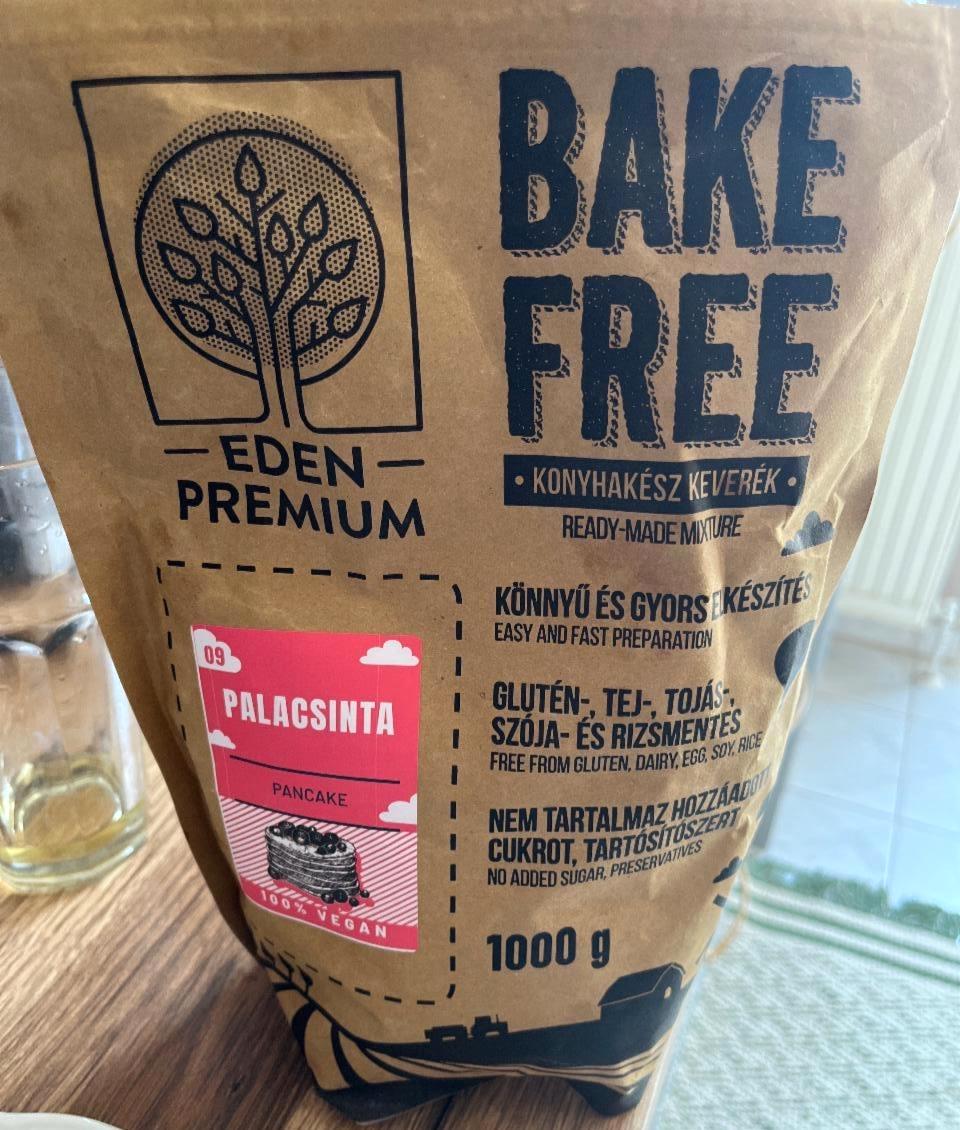 EDEN
PREMIUM
BAKE
FREE
• KONYHAKÉSZ KEVERÉK •
READY-MADE MIXTURE
KÖNNYŰ ÉS GYORS ELKÉSZÍTÉS
EASY AND FAST PREPARATION
GLUTÉN-, TEJ-, TOJÁS-,
SZÓJA- ÉS RIZSMENTES
FREE FROM GLUTEN, DAIRY, EGG, SOY, RICE
NEM TARTALMAZ HOZZÁADOTT
CUKROT, TARTÓSÍTÓSZERT
NO ADDED SUGAR, PRESERVATIVES
1000 g
09
PALACSINTA
PANCAKE
100% VEGAN